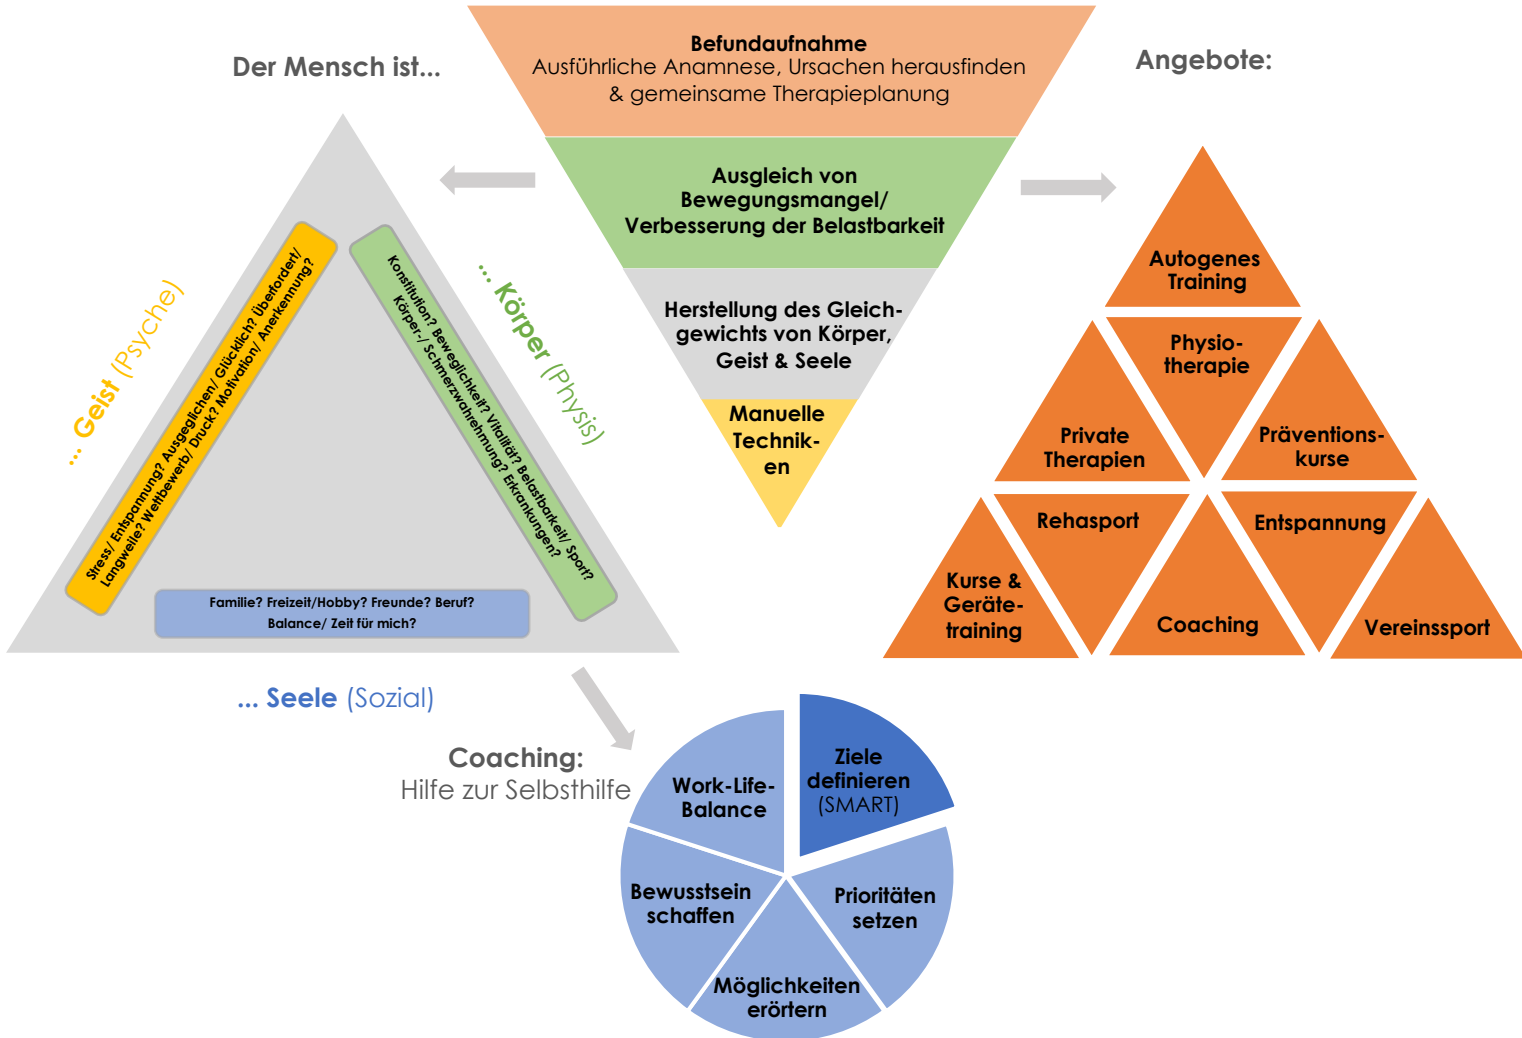 Befundaufnahme
Ausführliche Anamnese, Ursachen herausfinden
& gemeinsame Therapieplanung
Ausgleich von
Bewegungsmangel/
Verbesserung der Belastbarkeit
Herstellung des Gleich-
gewichts von Körper,
Geist & Seele
Manuelle
Technik-
en
Der Mensch ist...
... Geist (Psyche)
Stress/ Entspannung? Ausgeglichen/ Glücklich? Überfordert/
Langweile? Wettbewerb/ Druck? Motivation/ Anerkennung?
... Körper (Physis)
Konstitution? Beweglichkeit? Vitalität? Belastbarkeit/ Sport?
Körper-/ Schmerzwahrehmung? Erkrankungen?
Familie? Freizeit/Hobby? Freunde? Beruf?
Balance/ Zeit für mich?
... Seele (Sozial)
Angebote:
Autogenes
Training
Physio-
therapie
Private
Therapien
Präventions-
kurse
Rehasport
Entspannung
Kurse &
Geräte-
training
Coaching
Vereinssport
Coaching:
Hilfe zur Selbsthilfe
Ziele
definieren
(SMART)
Prioritäten
setzen
Möglichkeiten
erörtern
Bewusstsein
schaffen
Work-Life-
Balance